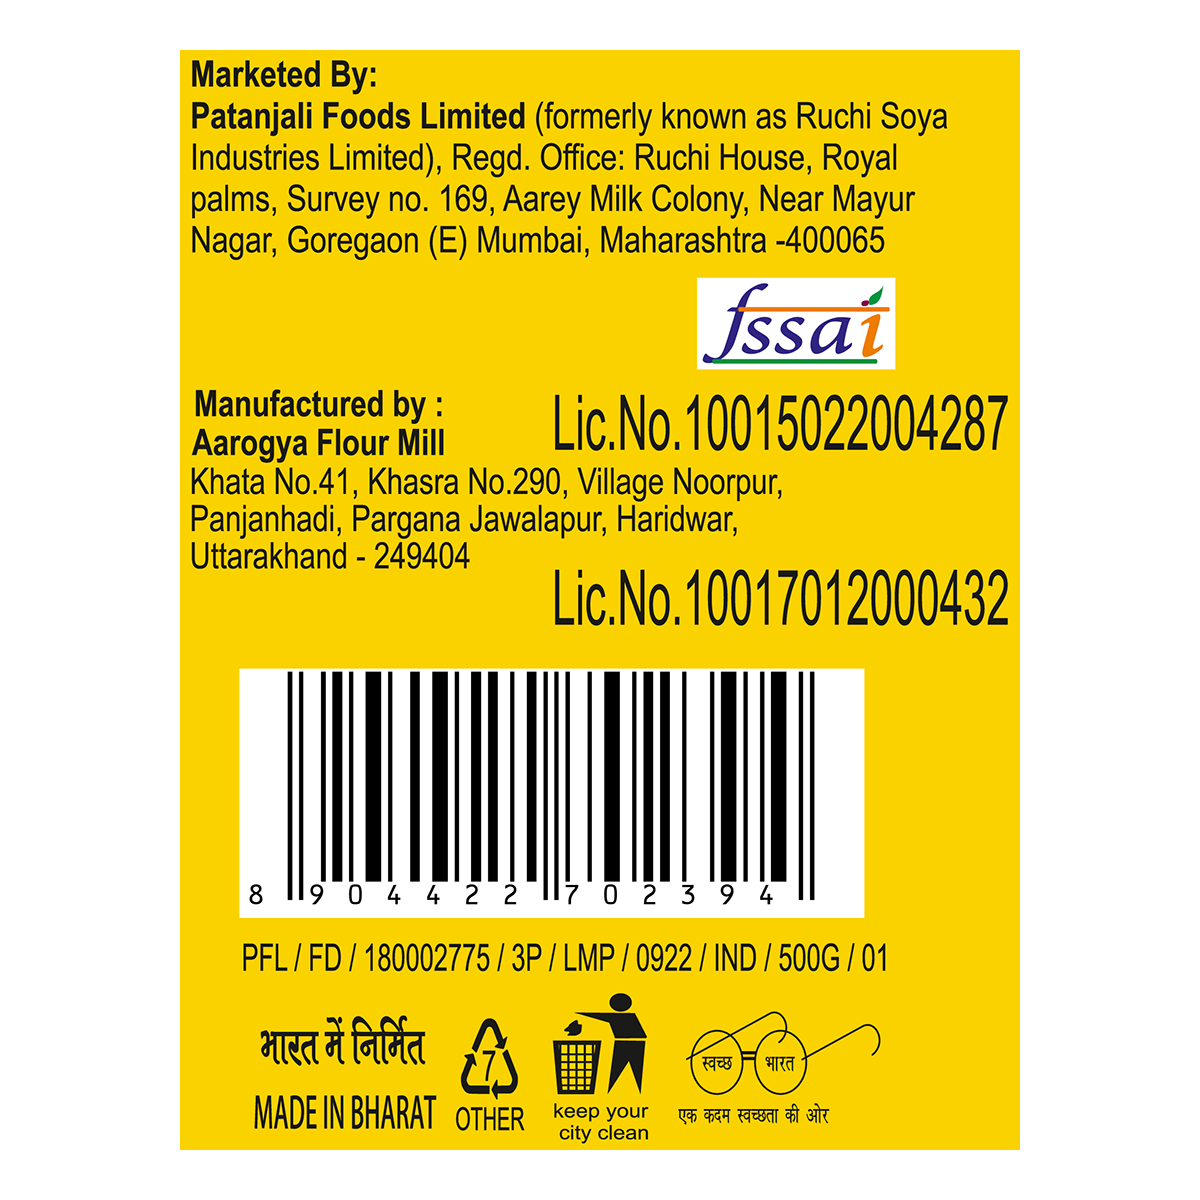 Marketed By:
Patanjali Foods Limited (formerly known as Ruchi Soya
Industries Limited), Regd. Office: Ruchi House, Royal
palms, Survey no. 169, Aarey Milk Colony, Near Mayur
Nagar, Goregaon (E) Mumbai, Maharashtra -400065
fssai
Lic.No.10015022004287
Manufactured by :
Aarogya Flour Mill
Khata No.41, Khasra No.290, Village Noorpur,
Panjanhadi, Pargana Jawalapur, Haridwar,
Uttarakhand - 249404
Lic.No.10017012000432
8 904422 702394
PFL / FD / 180002775 / 3P / LMP / 0922 / IND / 500G / 01
भारत में निर्मित
MADE IN BHARAT
7
OTHER
keep your
city clean
स्वच्छ भारत
एक कदम स्वच्छता की ओर